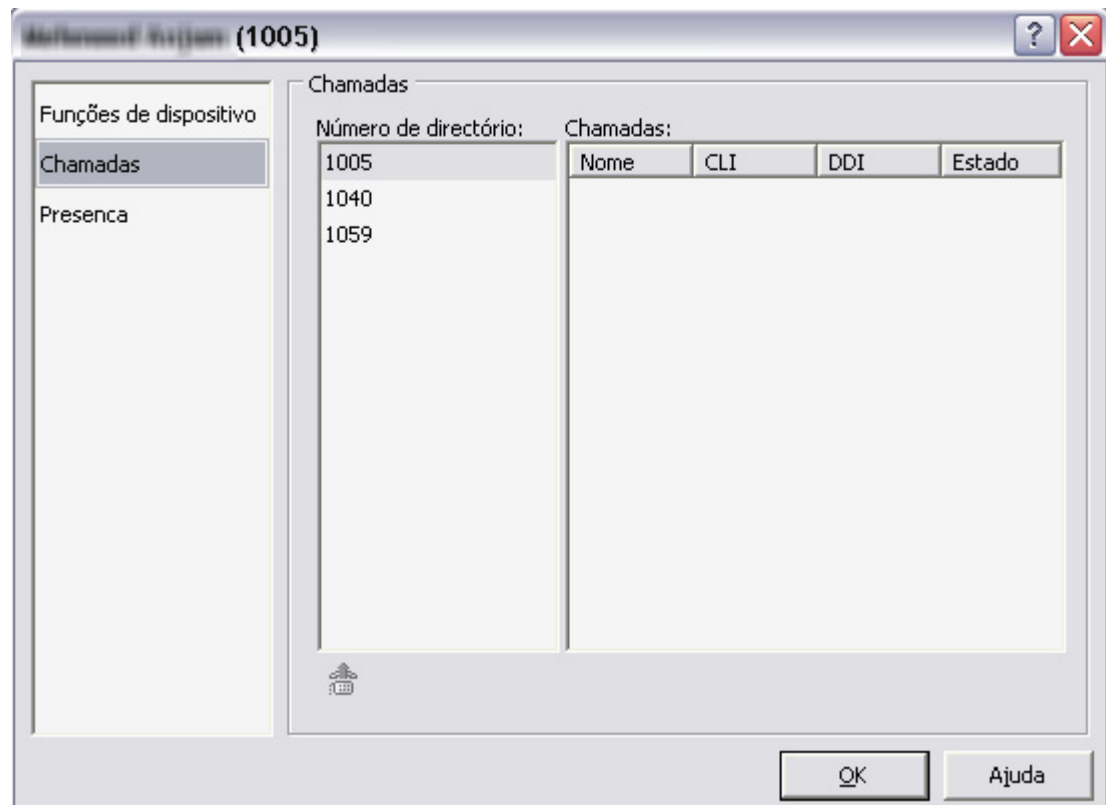 (1005)
Funções de dispositivo
Chamadas
Presenca
Chamadas
Número de directório:
1005
1040
1059
Chamadas:
Nome CLI DDI Estado
OK
Ajuda